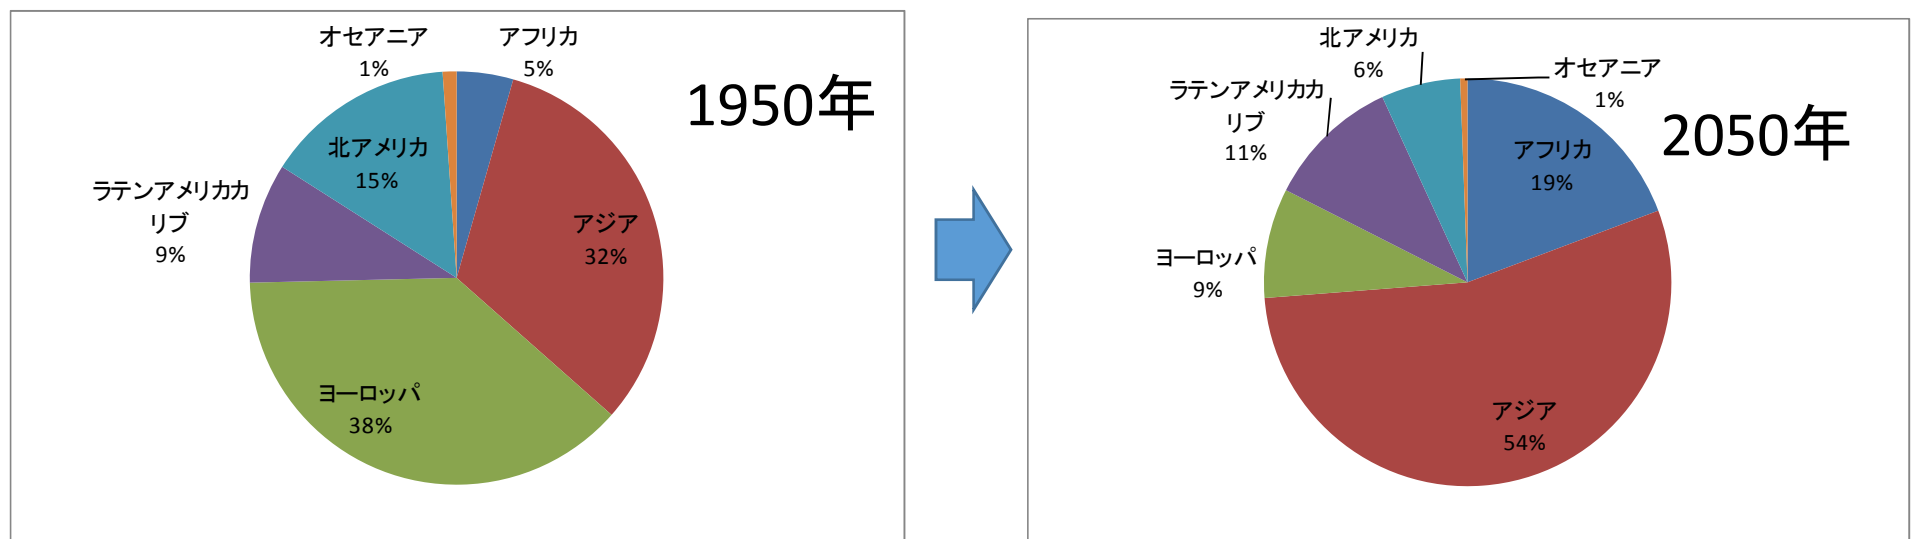 オセアニア
1%
アフリカ
5%
1950年
北アメリカ
15%
ラテンアメリカカ
リブ
9%
アジア
32%
ヨーロッパ
38%
北アメリカ
6%
オセアニア
1%
2050年
ラテンアメリカカ
リブ
11%
アフリカ
19%
ヨーロッパ
9%
アジア
54%